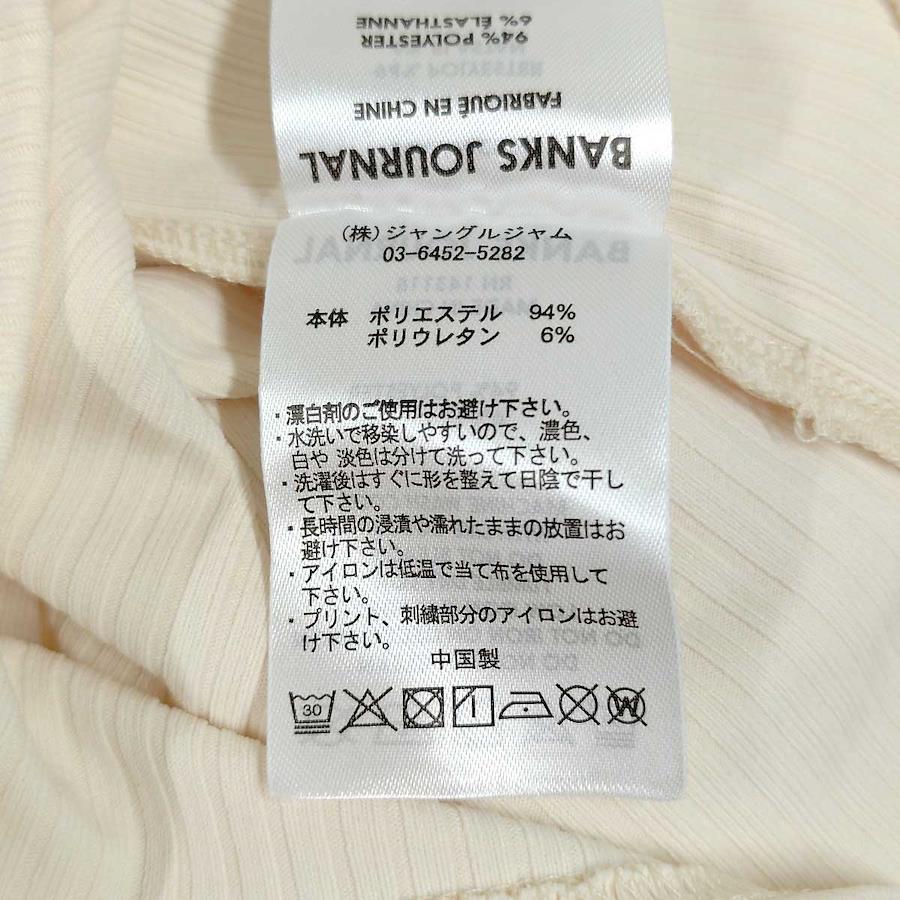 6% ÉLASTHANNE
94% POLYESTER
FABRIQUÉ EN CHINE
BANKS JOURNAL
(株)ジャングルジャム
03-6452-5282
本体 ポリエステル 94%
ポリウレタン 6%
・漂白剤のご使用はお避け下さい。
・水洗いで移染しやすいので、濃色、
白や 淡色は分けて洗って下さい。
・洗濯後はすぐに形を整えて日陰で干し
て下さい。
・長時間の浸漬や濡れたままの放置はお
避け下さい。
・アイロンは低温で当て布を使用して
下さい。
・プリント、刺繍部分のアイロンはお避
け下さい。
中国製
30 W